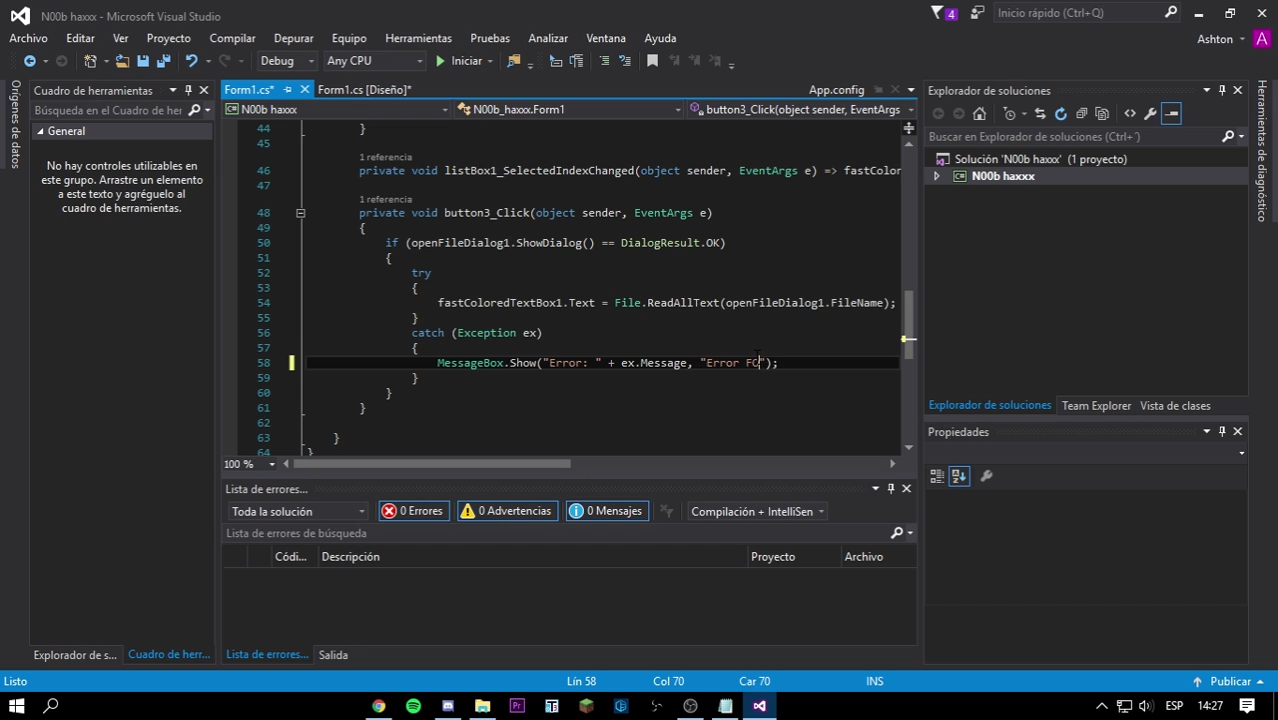 N00b haxxx - Microsoft Visual Studio
4
Inicio rápido (Ctrl+Q)
Archivo Editar Ver Proyecto Compilar Depurar Equipo Herramientas Pruebas Analizar Ventana Ayuda
Ashton A
Debug Any CPU Iniciar
Orígenes de datos
Cuadro de herramientas
Búsqueda en el Cuadro de her
General
No hay controles utilizables en
este grupo. Arrastre un elemento
a este texto y agréguelo al
cuadro de herramientas.
Explorador de s... Cuadro de herr...
Form1.cs* Form1.cs [Diseño]* App.config
N00b haxxx N00b_haxxx.Form1 button3_Click(object sender, EventArgs
44 }
45
1 referencia
46 private void listBox1_SelectedIndexChanged(object sender, EventArgs e) => fastColor
47
1 referencia
48 private void button3_Click(object sender, EventArgs e)
49 {
50 if (openFileDialog1.ShowDialog() == DialogResult.OK)
51 {
52 try
53 {
54 fastColoredTextBox1.Text = File.ReadAllText(openFileDialog1.FileName);
55 }
56 catch (Exception ex)
57 {
58 MessageBox.Show("Error: " + ex.Message, "Error FC");
59 }
60 }
61 }
62
63 }
64 }
100 %
Lista de errores...
Toda la solución 0 Errores 0 Advertencias 0 Mensajes Compilación + IntelliSen
Lista de errores de búsqueda
Códi... Descripción Proyecto Archivo
Lista de errores... Salida
Explorador de soluciones
Buscar en Explorador de soluciones (Ctrl+´)
Solución 'N00b haxxx' (1 proyecto)
N00b haxxx
Explorador de soluciones Team Explorer Vista de clases
Propiedades
Herramientas de diagnóstico
Listo Lín 58 Col 70 Car 70 INS Publicar
Pr ESP 14:27